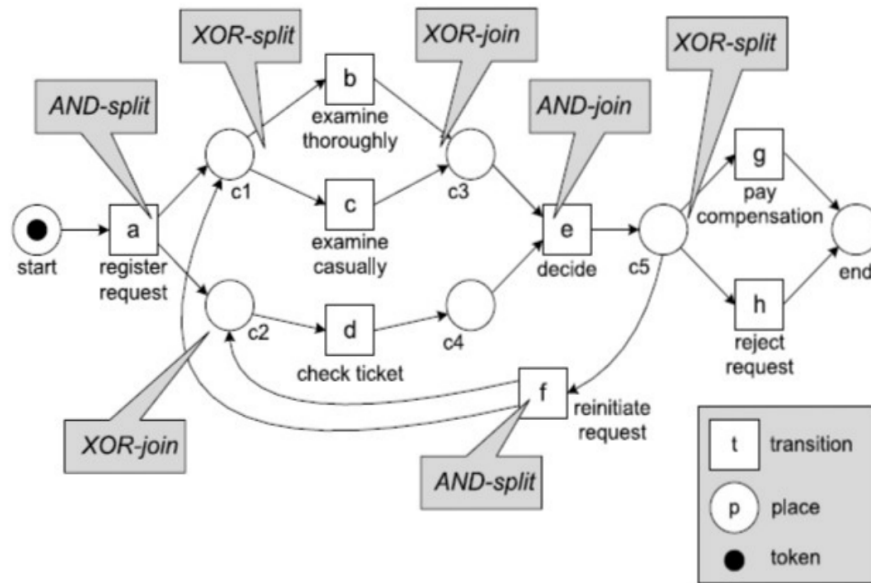 XOR-split
XOR-join
XOR-split
AND-split
b
AND-join
examine
thoroughly
g
pay
compensation
c1
c3
c
examine
casually
a
e
start
register
request
decide
c5
end
h
reject
request
c2
d
c4
check ticket
f
reinitiate
request
XOR-join
AND-split
t
transition
p
place
token